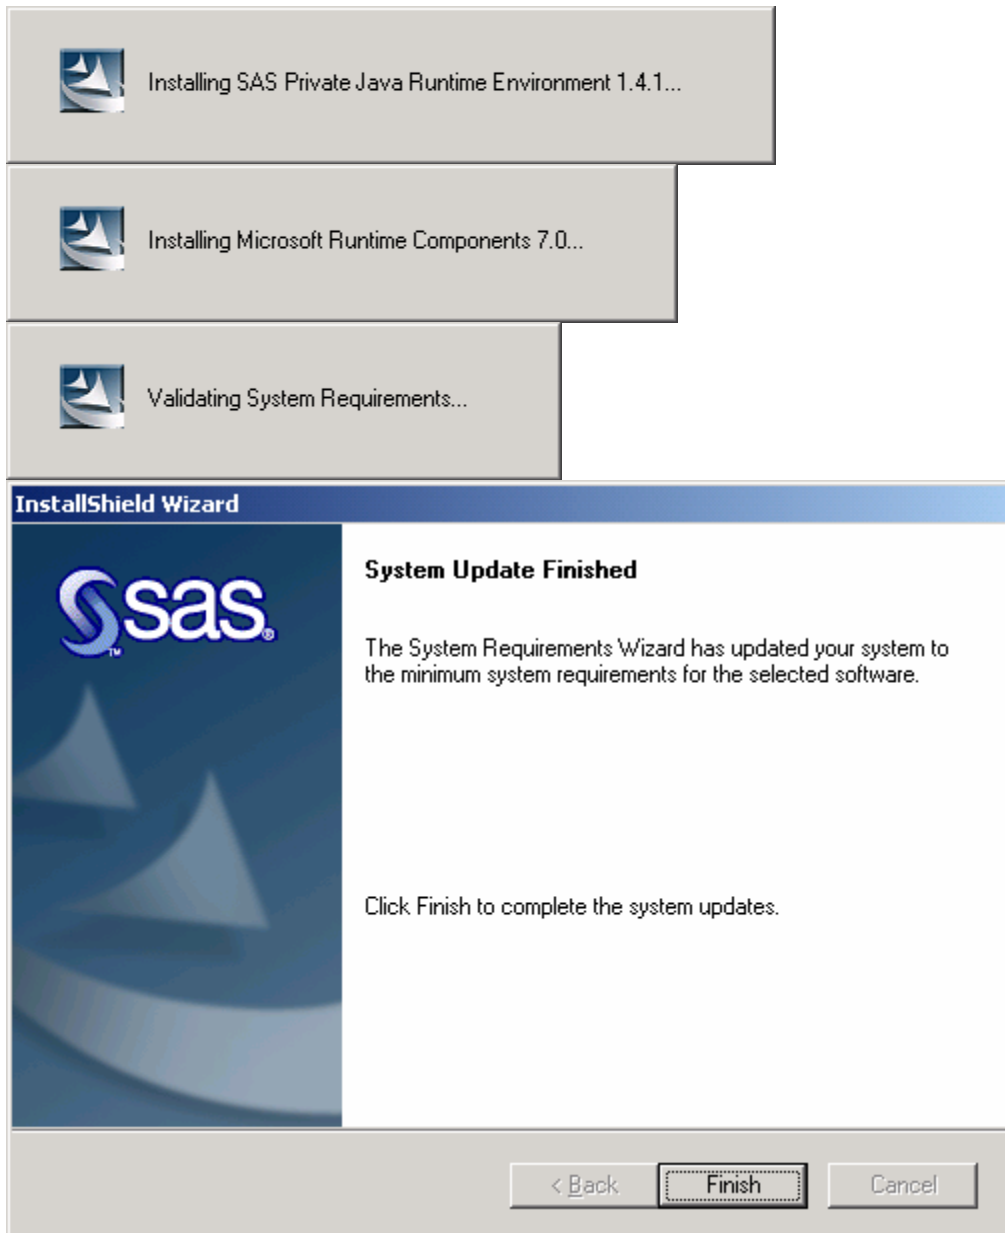 Installing SAS Private Java Runtime Environment 1.4.1...
Installing Microsoft Runtime Components 7.0...
Validating System Requirements...
InstallShield Wizard
sas®
TM
System Update Finished
The System Requirements Wizard has updated your system to
the minimum system requirements for the selected software.
Click Finish to complete the system updates.
< Back
Finish
Cancel